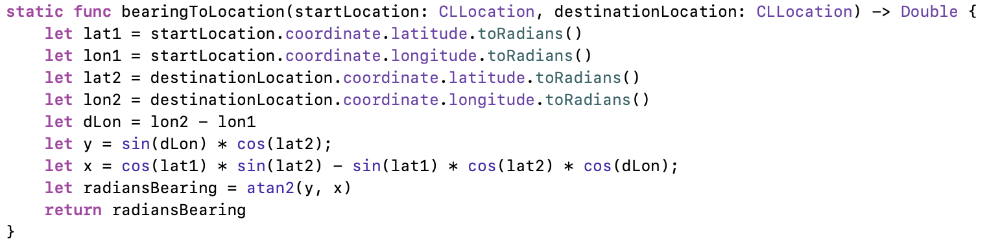 static func bearingToLocation(startLocation: CLLocation, destinationLocation: CLLocation) -> Double {
    let lat1 = startLocation.coordinate.latitude.toRadians()
    let lon1 = startLocation.coordinate.longitude.toRadians()
    let lat2 = destinationLocation.coordinate.latitude.toRadians()
    let lon2 = destinationLocation.coordinate.longitude.toRadians()
    let dLon = lon2 - lon1
    let y = sin(dLon) * cos(lat2);
    let x = cos(lat1) * sin(lat2) - sin(lat1) * cos(lat2) * cos(dLon);
    let radiansBearing = atan2(y, x)
    return radiansBearing
}